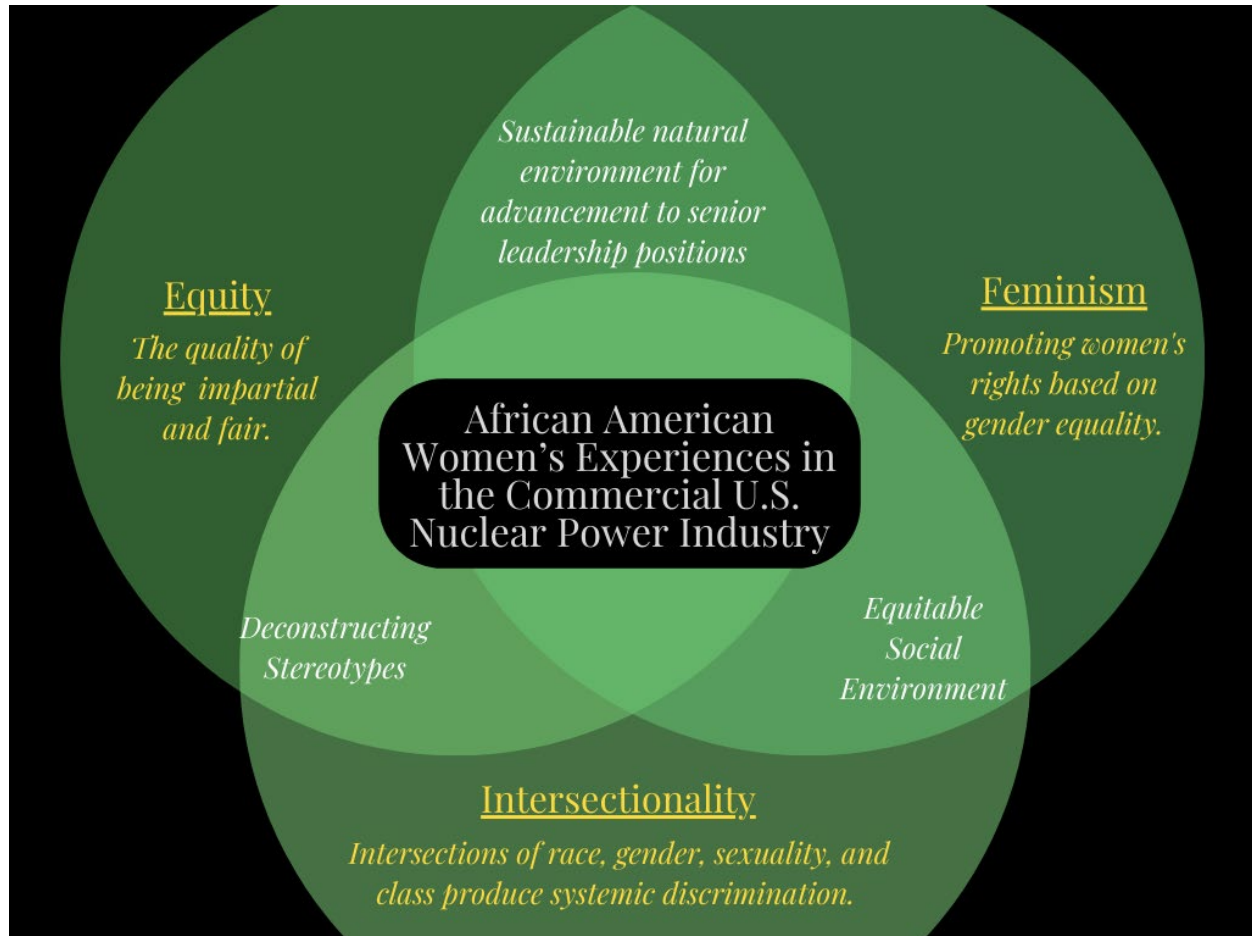 Sustainable natural
environment for
advancement to senior
leadership positions
Equity
The quality of
being impartial
and fair.
Feminism
Promoting women's
rights based on
gender equality.
African American
Women’s Experiences in
the Commercial U.S.
Nuclear Power Industry
Deconstructing
Stereotypes
Equitable
Social
Environment
Intersectionality
Intersections of race, gender, sexuality, and
class produce systemic discrimination.